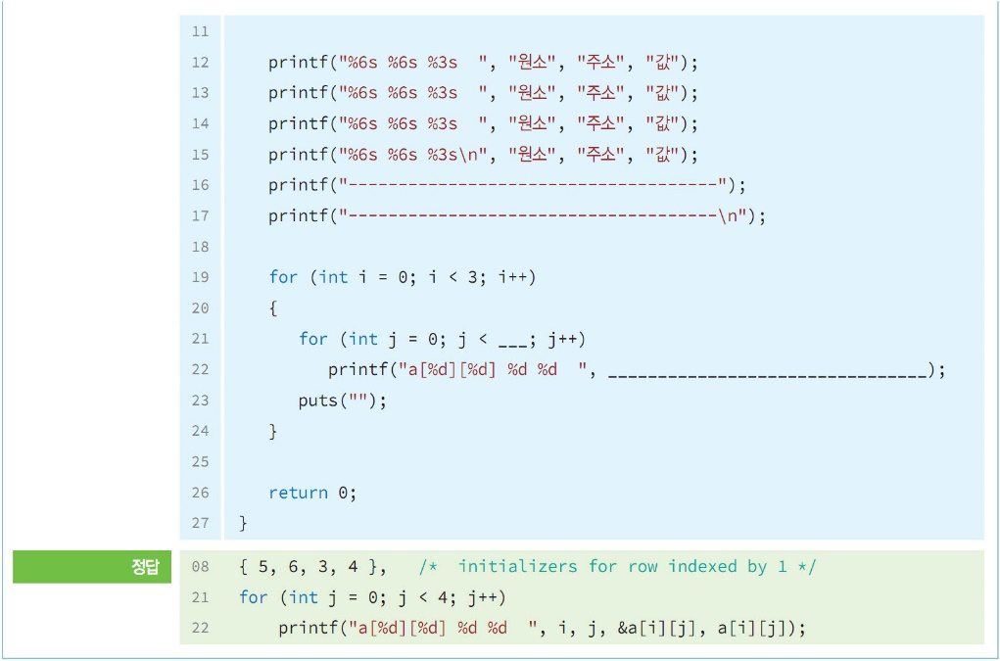 11
12 printf("%6s %6s %3s  ", "원소", "주소", "값");
13 printf("%6s %6s %3s  ", "원소", "주소", "값");
14 printf("%6s %6s %3s  ", "원소", "주소", "값");
15 printf("%6s %6s %3s\n", "원소", "주소", "값");
16 printf("-------------------------------------");
17 printf("-------------------------------------\n");
18
19 for (int i = 0; i < 3; i++)
20 {
21 for (int j = 0; j < ___; j++)
22 printf("a[%d][%d] %d %d  ", ________________________________);
23 puts("");
24 }
25
26 return 0;
27 }
정답 08 { 5, 6, 3, 4 },   /*  initializers for row indexed by 1 */
21 for (int j = 0; j < 4; j++)
22 printf("a[%d][%d] %d %d  ", i, j, &a[i][j], a[i][j]);